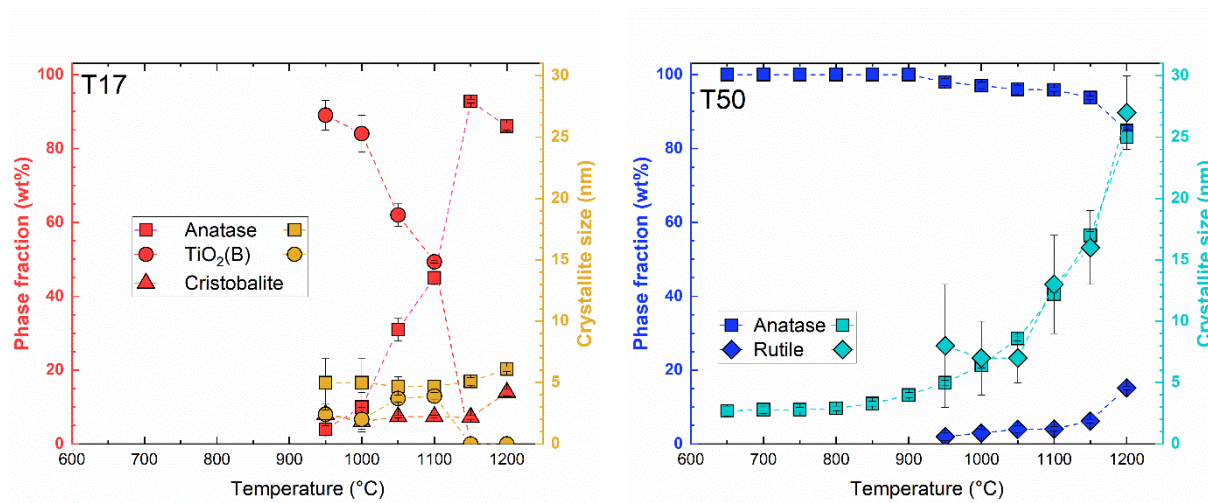 T17
Phase fraction (wt%)
100
80
60
40
20
0
Anatase
TiO₂(B)
Cristobalite
30
25
20
15
10
5
0
Crystallite size (nm)
600 700 800 900 1000 1100 1200
Temperature (°C)
T50
Phase fraction (wt%)
100
80
60
40
20
0
Anatase
Rutile
30
25
20
15
10
5
0
Crystallite size (nm)
600 700 800 900 1000 1100 1200
Temperature (°C)